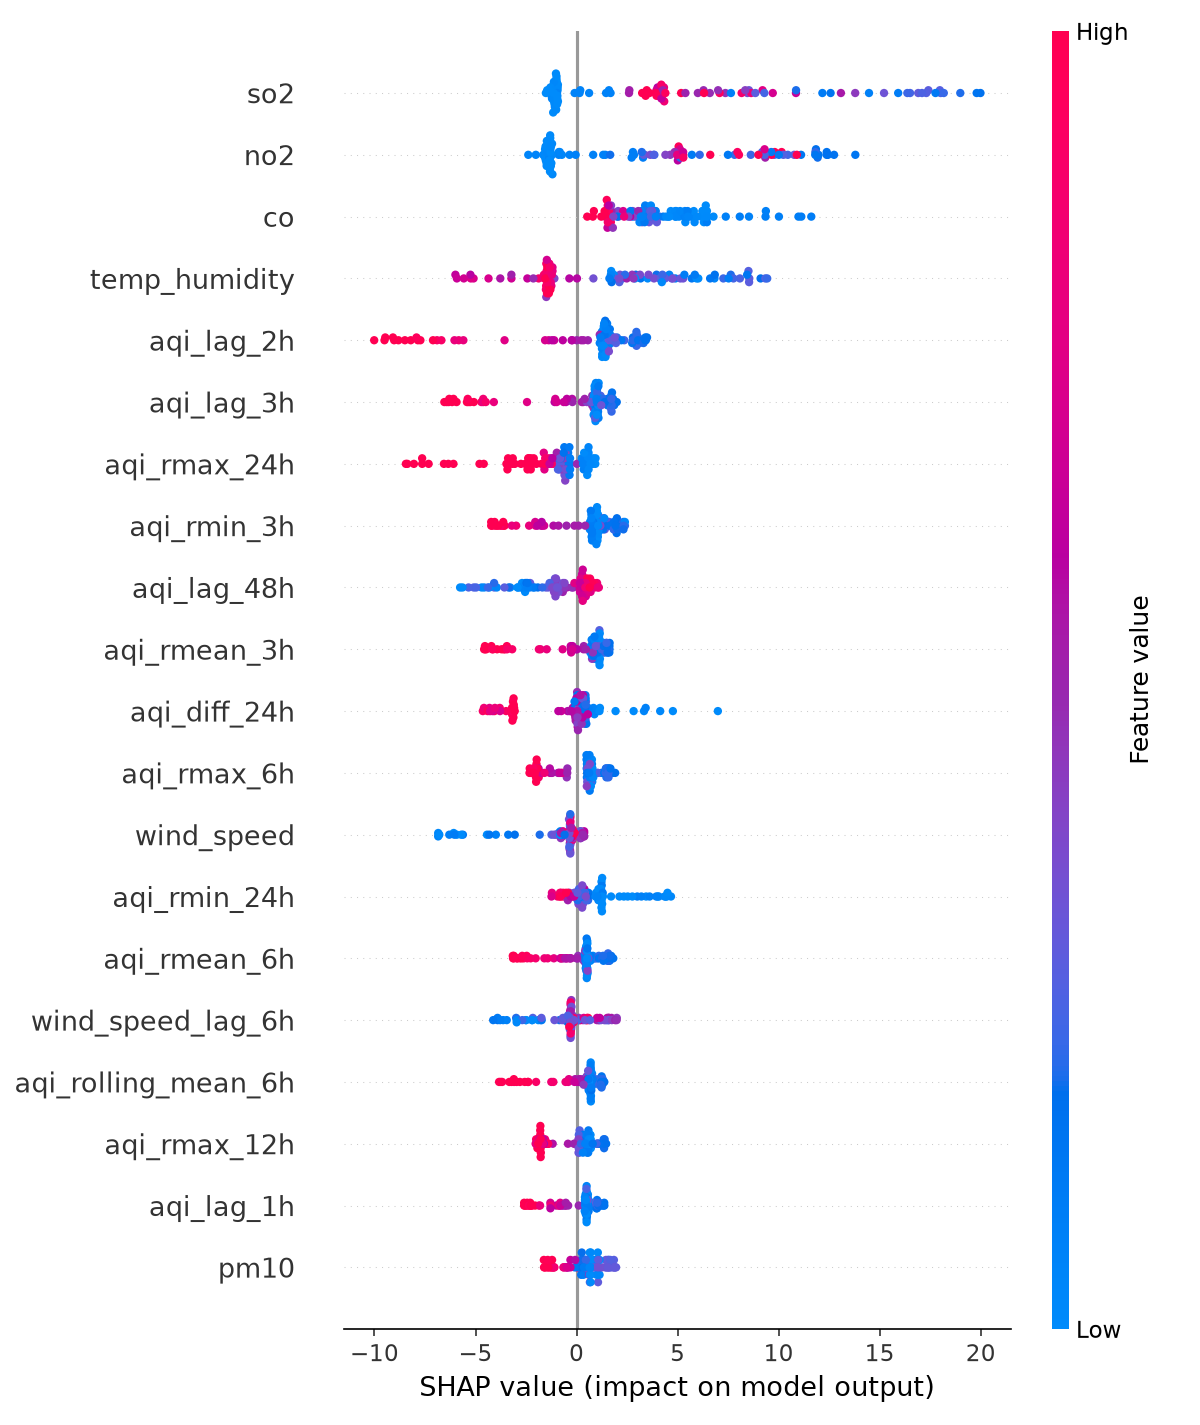 High
so2
no2
co
temp_humidity
aqi_lag_2h
aqi_lag_3h
aqi_rmax_24h
aqi_rmin_3h
aqi_lag_48h
aqi_rmean_3h
aqi_diff_24h
aqi_rmax_6h
wind_speed
aqi_rmin_24h
aqi_rmean_6h
wind_speed_lag_6h
aqi_rolling_mean_6h
aqi_rmax_12h
aqi_lag_1h
pm10
Feature value
Low
−10 −5 0 5 10 15 20
SHAP value (impact on model output)